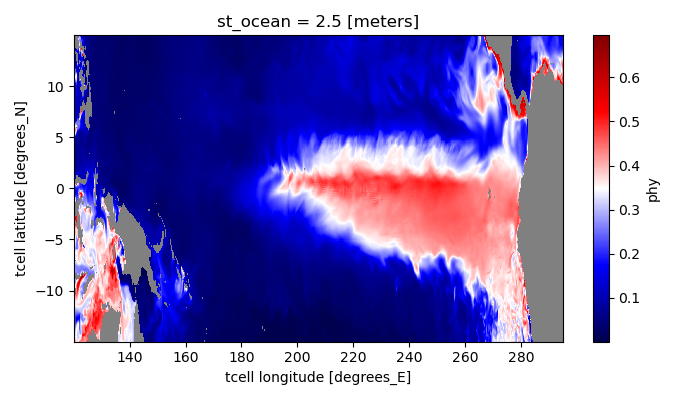 st_ocean = 2.5 [meters]
tcell latitude [degrees_N]
10
5
0
−5
−10
140 160 180 200 220 240 260 280
tcell longitude [degrees_E]
0.6
0.5
0.4
0.3
0.2
0.1
phy